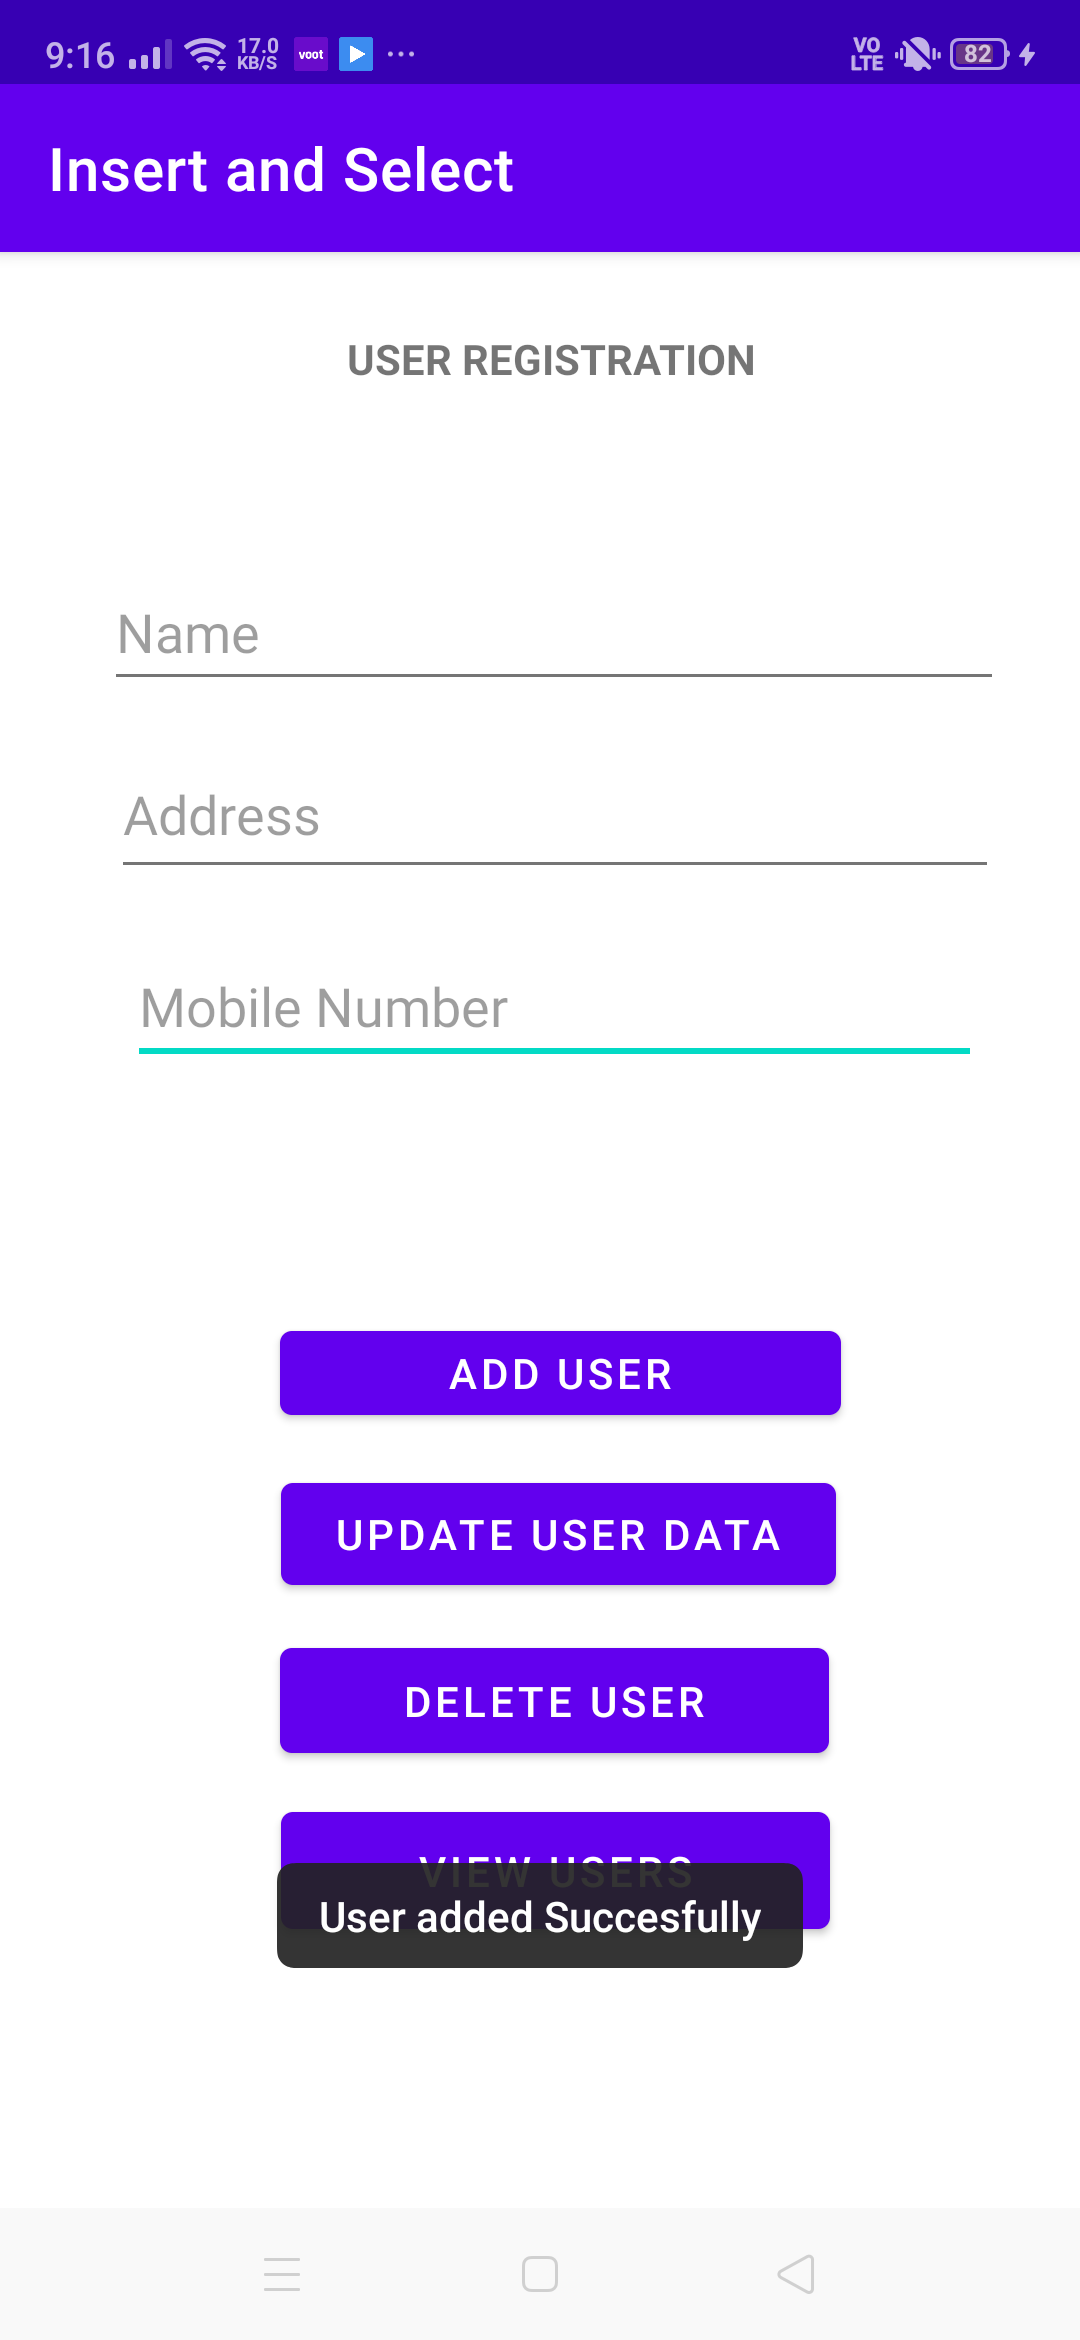 9:16 17.0 KB/S voot VO LTE 82
Insert and Select
USER REGISTRATION
Name
Address
Mobile Number
ADD USER
UPDATE USER DATA
DELETE USER
VIEW USERS
User added Succesfully